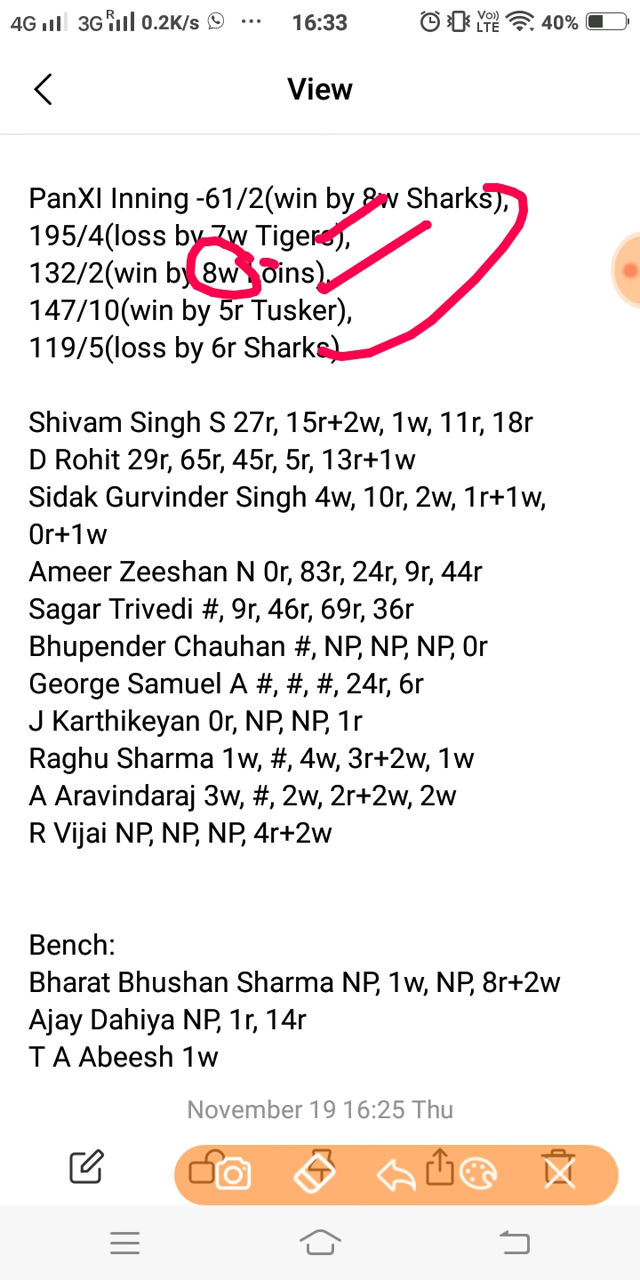 4G 3G R 0.2K/s ... 16:33 Vo) LTE 40%
View
PanXI Inning -61/2(win by 8w Sharks),
195/4(loss by 7w Tigers),
132/2(win by 8w Loins),
147/10(win by 5r Tusker),
119/5(loss by 6r Sharks)
Shivam Singh S 27r, 15r+2w, 1w, 11r, 18r
D Rohit 29r, 65r, 45r, 5r, 13r+1w
Sidak Gurvinder Singh 4w, 10r, 2w, 1r+1w,
0r+1w
Ameer Zeeshan N 0r, 83r, 24r, 9r, 44r
Sagar Trivedi #, 9r, 46r, 69r, 36r
Bhupender Chauhan #, NP, NP, NP, 0r
George Samuel A #, #, #, 24r, 6r
J Karthikeyan 0r, NP, NP, 1r
Raghu Sharma 1w, #, 4w, 3r+2w, 1w
A Aravindaraj 3w, #, 2w, 2r+2w, 2w
R Vijai NP, NP, NP, 4r+2w
Bench:
Bharat Bhushan Sharma NP, 1w, NP, 8r+2w
Ajay Dahiya NP, 1r, 14r
T A Abeesh 1w
November 19 16:25 Thu